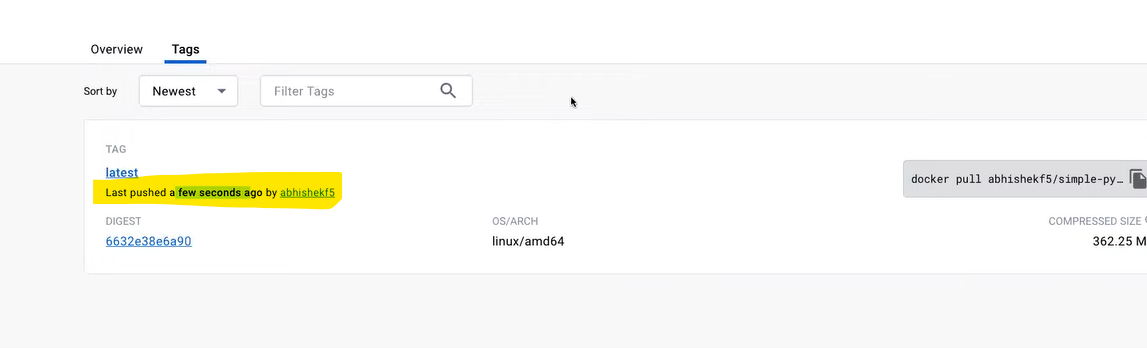 Overview Tags
Sort by Newest Filter Tags
TAG
latest
Last pushed a few seconds ago by abhishekf5
docker pull abhishekf5/simple-py…
DIGEST OS/ARCH COMPRESSED SIZE
6632e38e6a90 linux/amd64 362.25 M